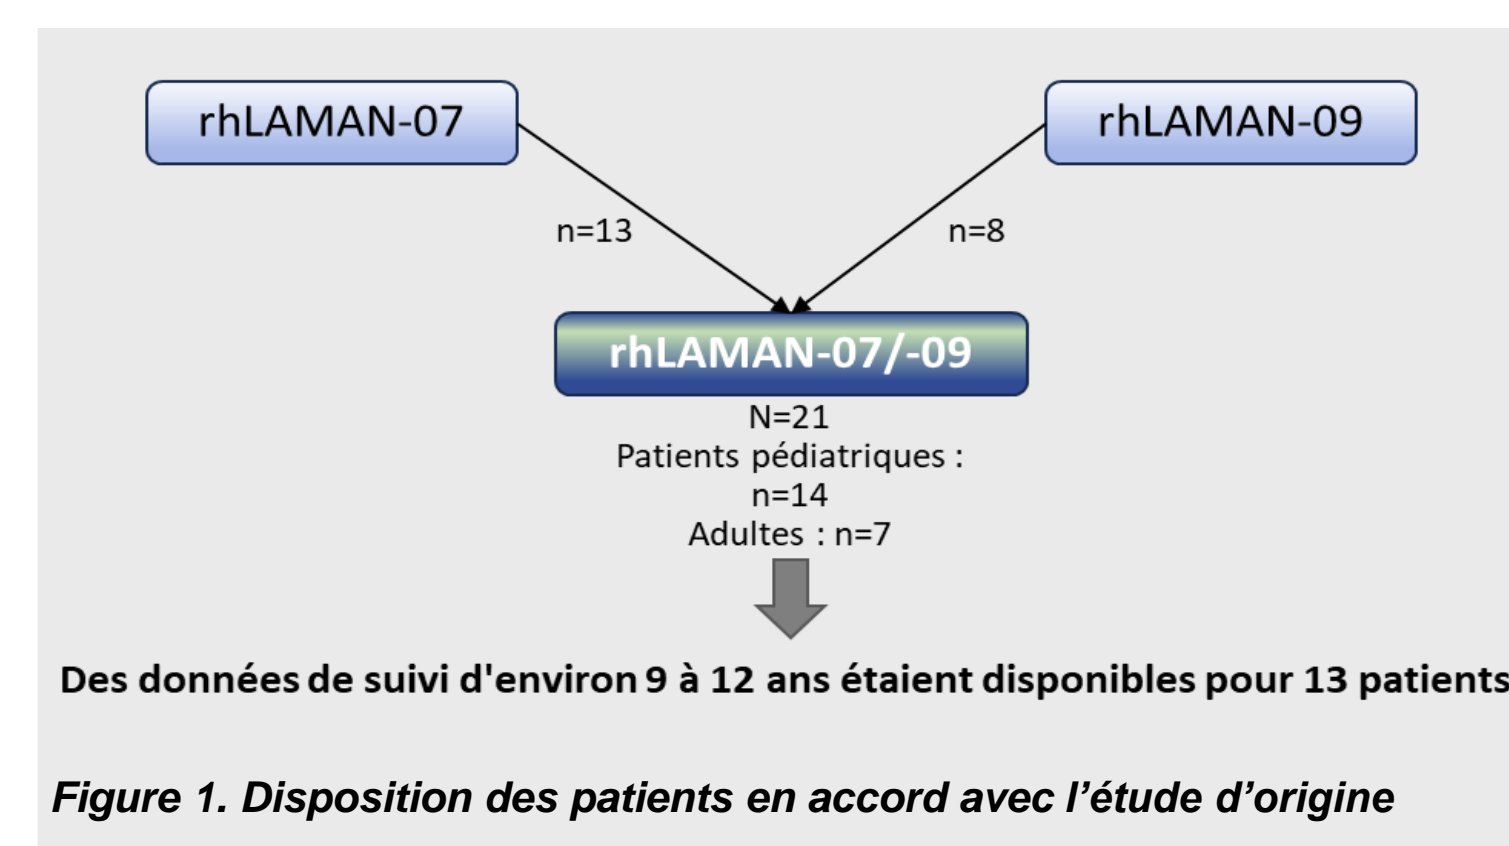 rhLAMAN-07
rhLAMAN-09
n=13
n=8
rhLAMAN-07/-09
N=21
Patients pédiatriques :
n=14
Adultes : n=7
Des données de suivi d'environ 9 à 12 ans étaient disponibles pour 13 patients
Figure 1. Disposition des patients en accord avec l’étude d’origine